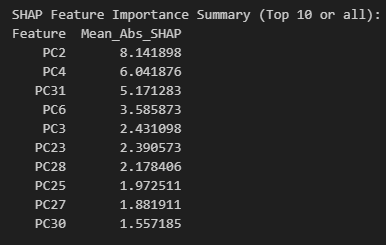 SHAP Feature Importance Summary (Top 10 or all):
Feature Mean_Abs_SHAP
PC2 8.141898
PC4 6.041876
PC31 5.171283
PC6 3.585873
PC3 2.431098
PC23 2.390573
PC28 2.178406
PC25 1.972511
PC27 1.881911
PC30 1.557185